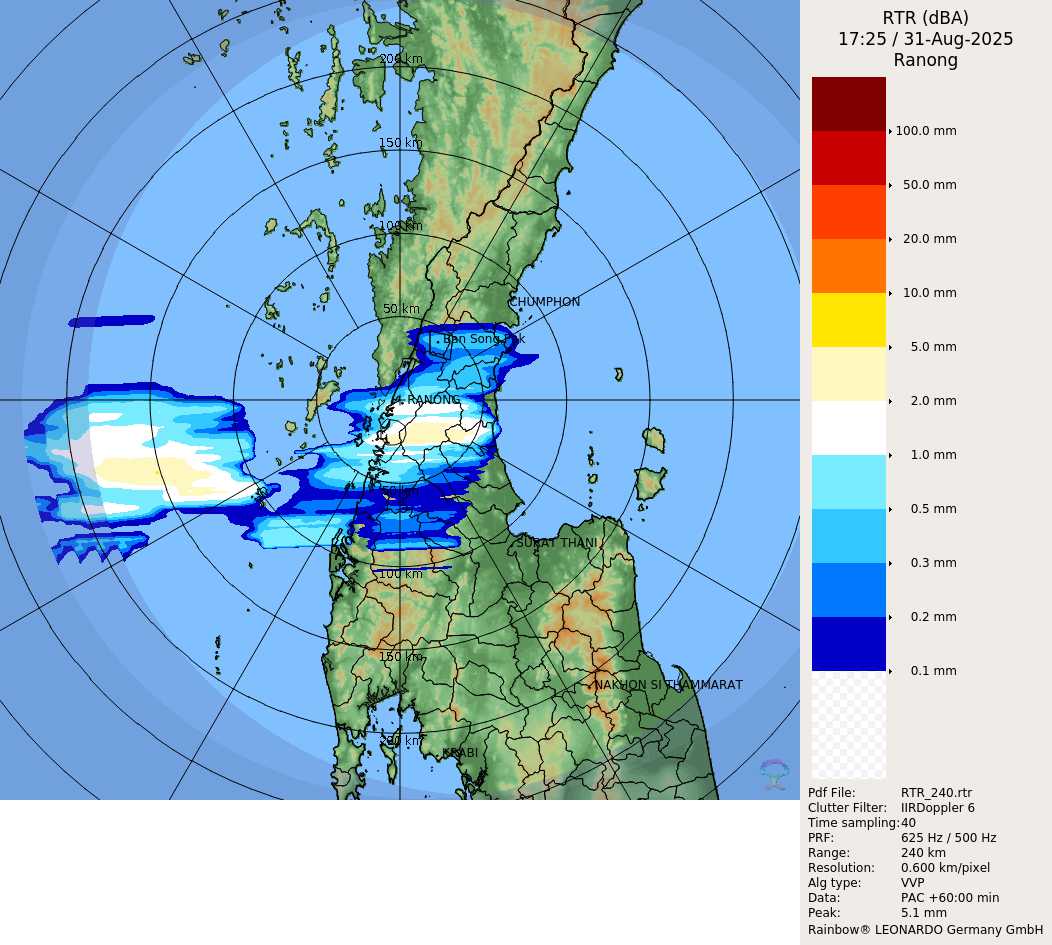 RTR (dBA)
17:25 / 31-Aug-2025
Ranong
100.0 mm
50.0 mm
20.0 mm
10.0 mm
5.0 mm
2.0 mm
1.0 mm
0.5 mm
0.3 mm
0.2 mm
0.1 mm
Pdf File: RTR_240.rtr
Clutter Filter: IIRDoppler 6
Time sampling:40
PRF: 625 Hz / 500 Hz
Range: 240 km
Resolution: 0.600 km/pixel
Alg type: VVP
Data: PAC +60:00 min
Peak: 5.1 mm
Rainbow® LEONARDO Germany GmbH
200 km
150 km
100 km
CHUMPHON
50 km
RANONG
50 km
SURAT THANI
100 km
150 km
NAKHON SI THAMMARAT
200 km
KRABI